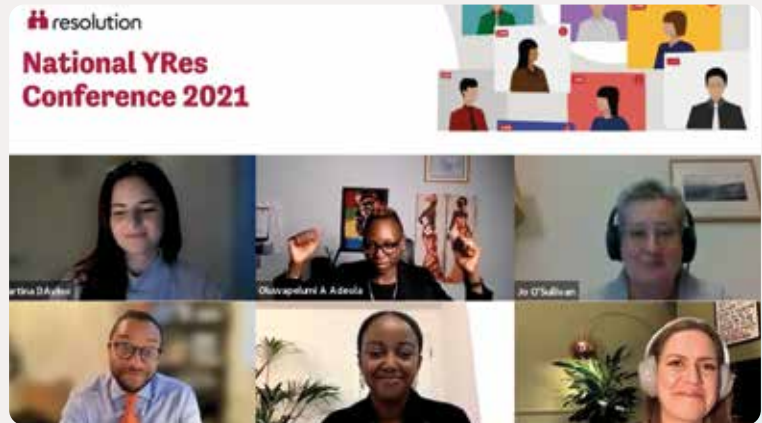 resolution
National YRes
Conference 2021
Oluwapelumi A Adeola
Jo O'Sullivan